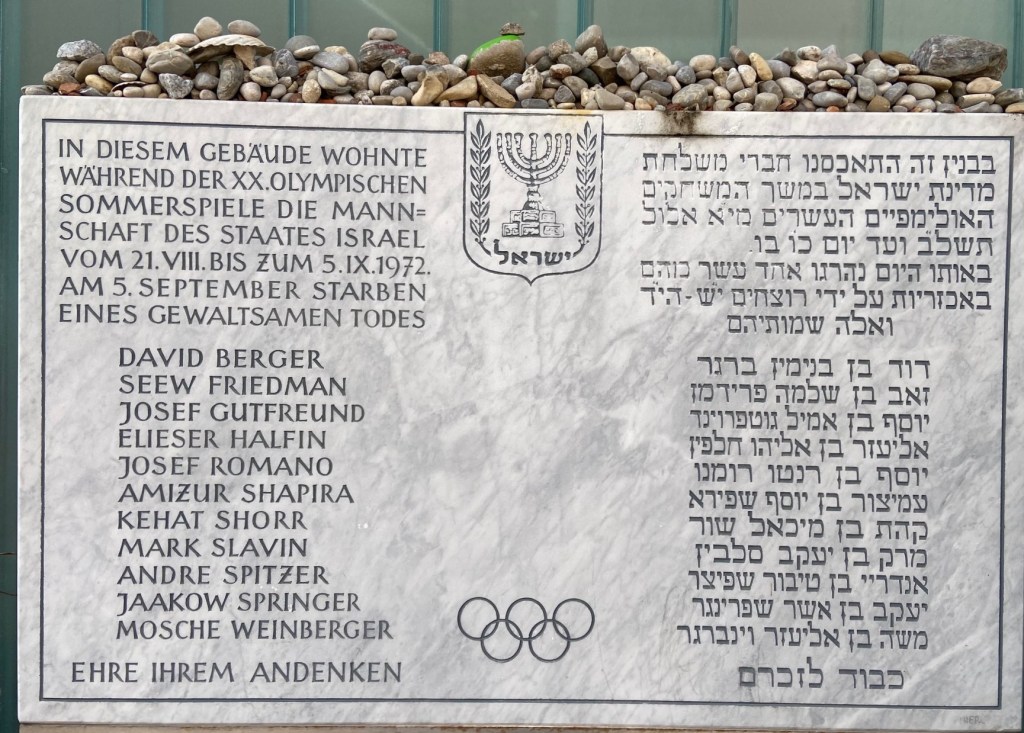 IN DIESEM GEBÄUDE WOHNTE
WÄHREND DER XX. OLYMPISCHEN
SOMMERSPIELE DIE MANN=
SCHAFT DES STAATES ISRAEL
VOM 21. VIII. BIS ZUM 5. IX. 1972.
AM 5. SEPTEMBER STARBEN
EINES GEWALTSAMEN TODES
DAVID BERGER
SEEW FRIEDMAN
JOSEF GUTFREUND
ELIESER HALFIN
JOSEF ROMANO
AMIZUR SHAPIRA
KEHAT SHORR
MARK SLAVIN
ANDRE SPITZER
JAAKOW SPRINGER
MOSCHE WEINBERGER
EHRE IHREM ANDENKEN
ישראל
בבנין זה התאכסנו חברי משלחת
מדינת ישראל במשך המשחקים
האולימפיים העשרים מי״א אלול
תשל״ב ועד יום כ׳ו בו.
באותו היום נהרגו אחד עשר מהם
באכזריות על ידי רוצחים יש-הי׳ד
ואלה שמותיהם
דוד בן בנימין ברגר
זאב בן שלמה פרידמן
יוסף בן אמיל גוטפרוינד
אליעזר בן אליהו חלפין
יוסף בן רנטו רומנו
עמיצור בן יוסף שפירא
קהת בן מיכאל שור
מרק בן יעקב סלבין
אנדריי בן טיבור שפיצר
יעקב בן אשר שפרינגר
משה בן אליעזר וינברגר
כבוד לזכרם